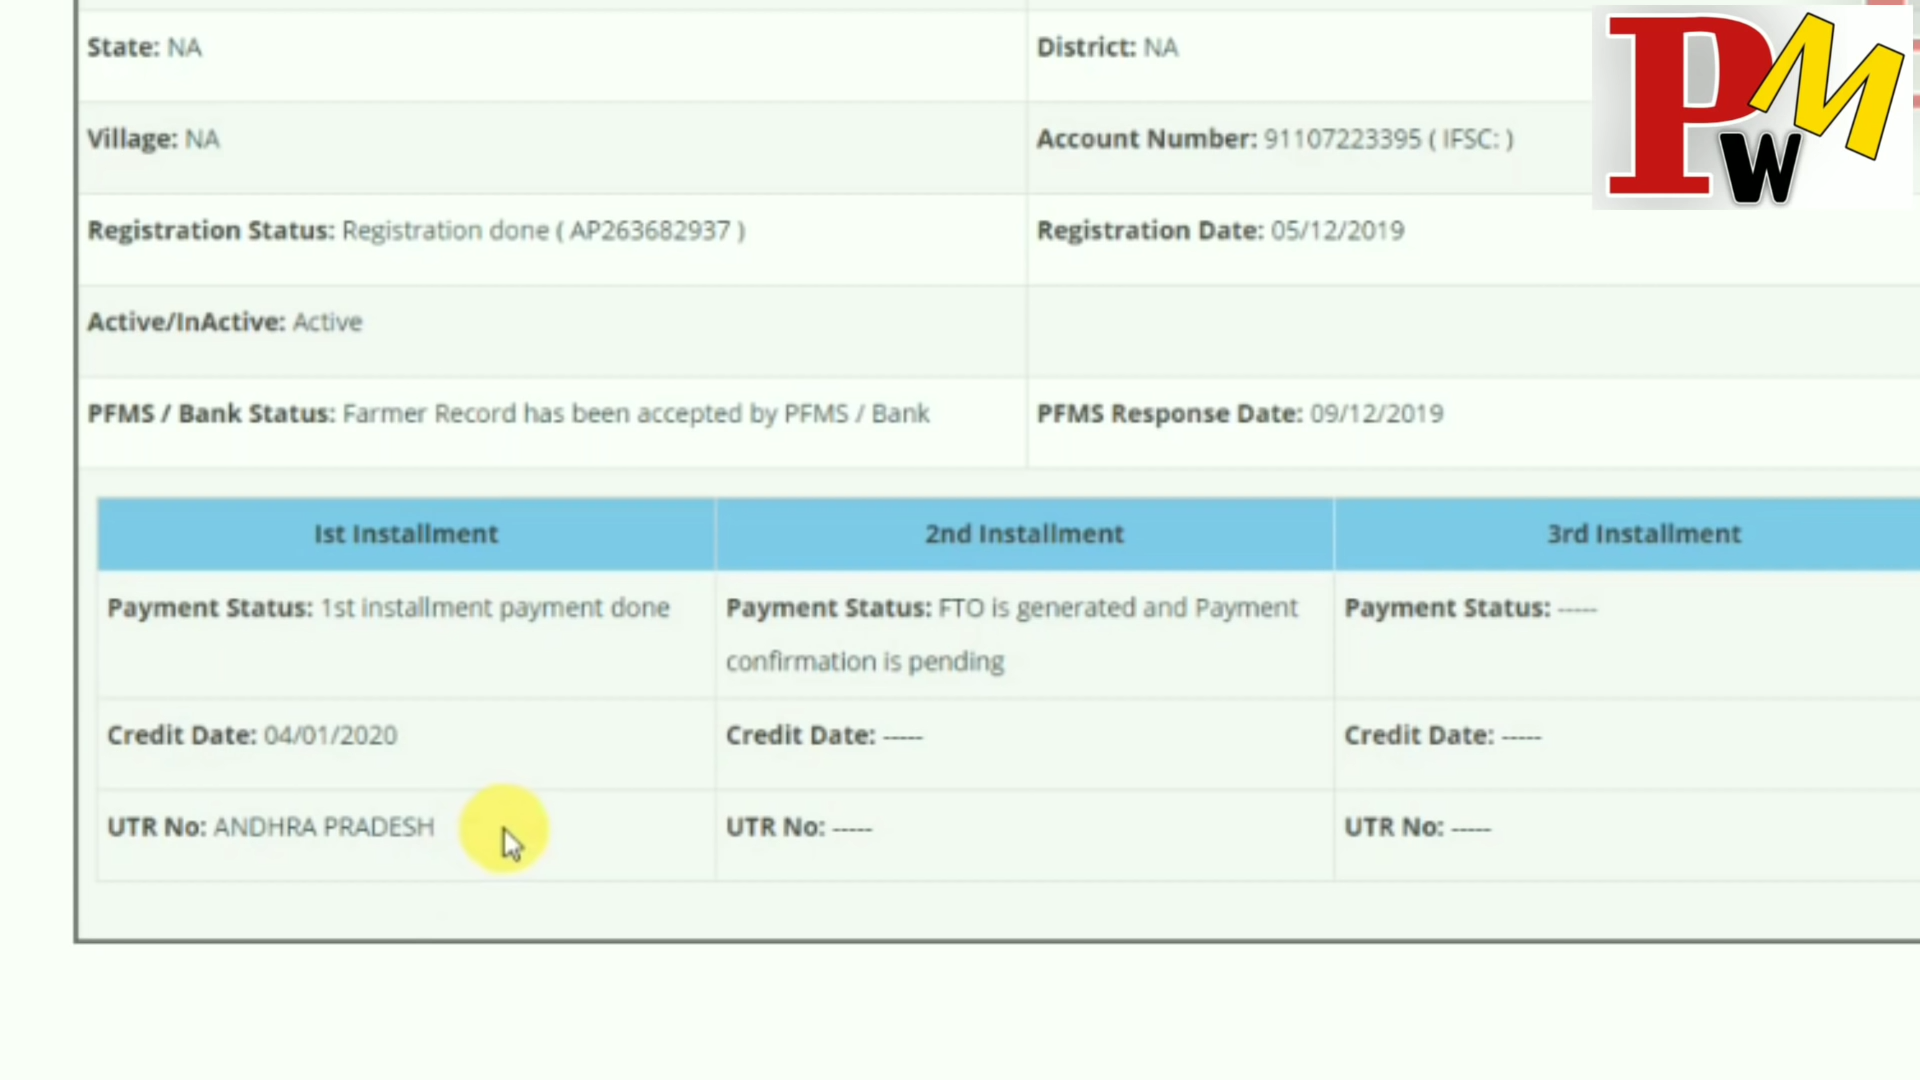 State: NA
District: NA
Village: NA
Account Number: 91107223395 ( IFSC: )
Registration Status: Registration done ( AP263682937 )
Registration Date: 05/12/2019
Active/InActive: Active
PFMS / Bank Status: Farmer Record has been accepted by PFMS / Bank
PFMS Response Date: 09/12/2019
Ist Installment
2nd Installment
3rd Installment
Payment Status: 1st installment payment done
Payment Status: FTO is generated and Payment
confirmation is pending
Payment Status: -----
Credit Date: 04/01/2020
Credit Date: -----
Credit Date: -----
UTR No: ANDHRA PRADESH
UTR No: -----
UTR No: -----
PMW